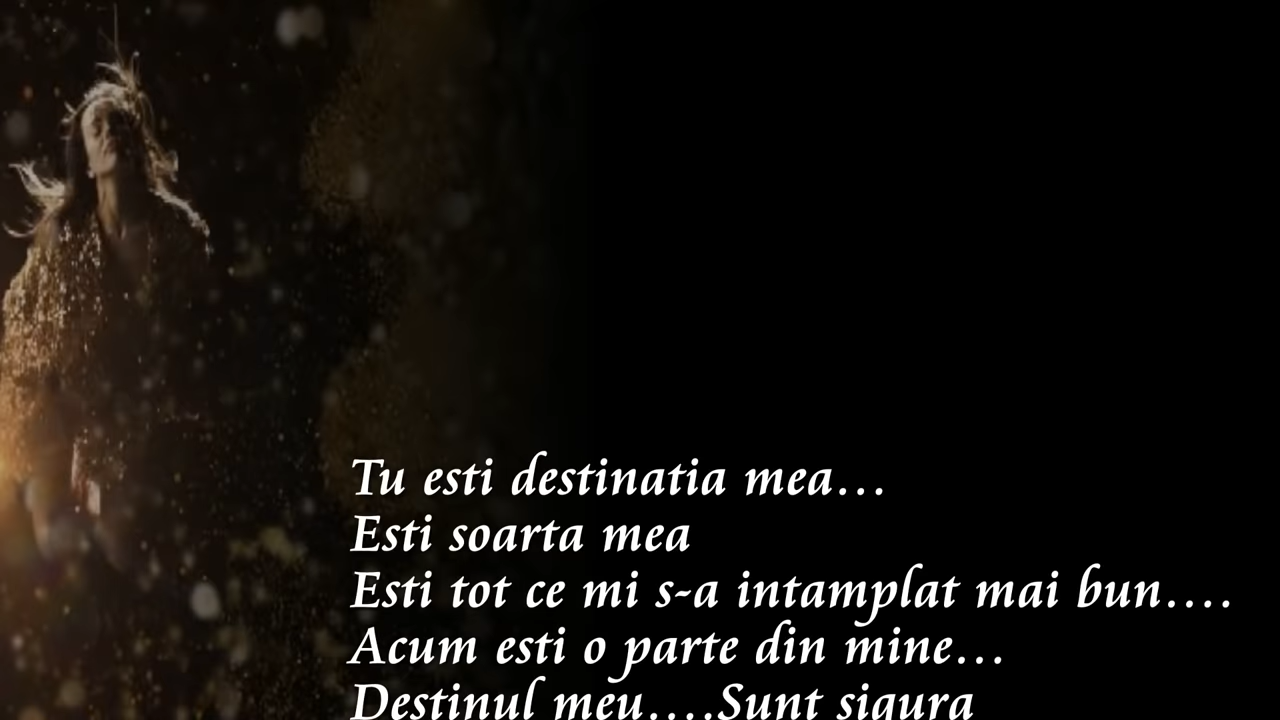 Tu esti destinatia mea...
Esti soarta mea
Esti tot ce mi s-a intamplat mai bun....
Acum esti o parte din mine...
Destinul meu....Sunt sigura